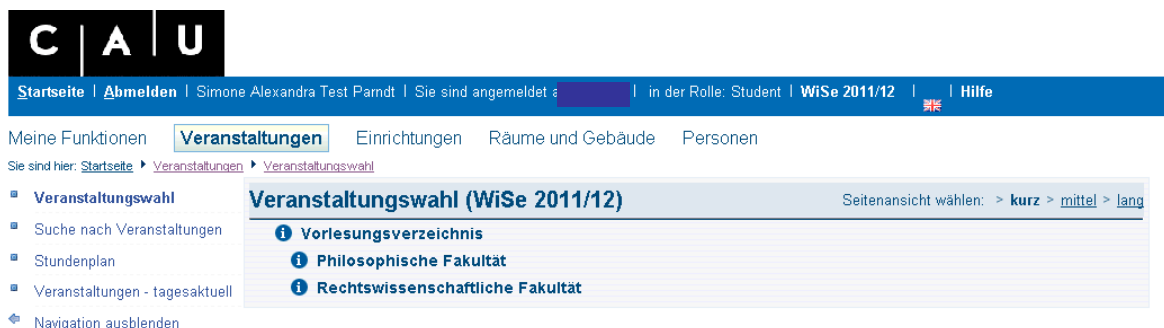 C A U
Startseite | Abmelden | Simone Alexandra Test Parndt | Sie sind angemeldet a | in der Rolle: Student | WiSe 2011/12 | | Hilfe
Meine Funktionen Veranstaltungen Einrichtungen Räume und Gebäude Personen
Sie sind hier: Startseite Veranstaltungen Veranstaltungswahl
Veranstaltungswahl
Suche nach Veranstaltungen
Stundenplan
Veranstaltungen - tagesaktuell
Navigation ausblenden
Veranstaltungswahl (WiSe 2011/12) Seitenansicht wählen: > kurz > mittel > lang
Vorlesungsverzeichnis
Philosophische Fakultät
Rechtswissenschaftliche Fakultät